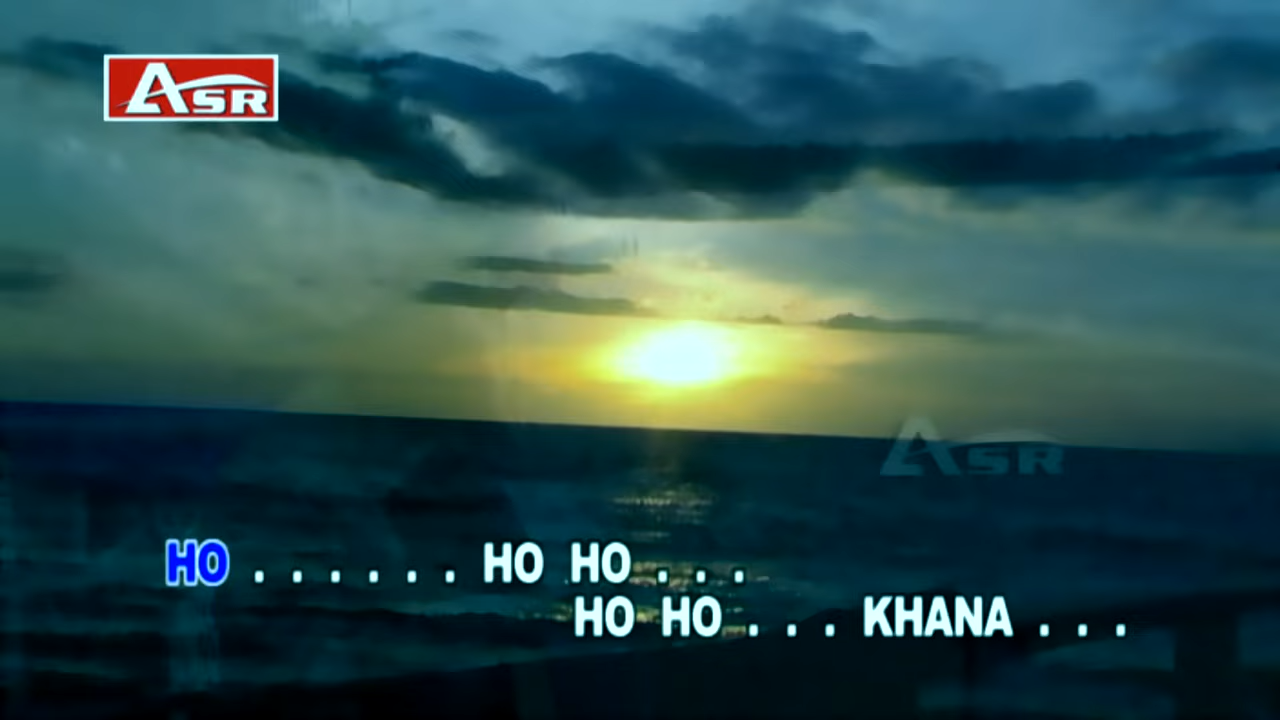 ASR
ASR
HO . . . . . . HO HO . . .
HO HO . . . KHANA . . .